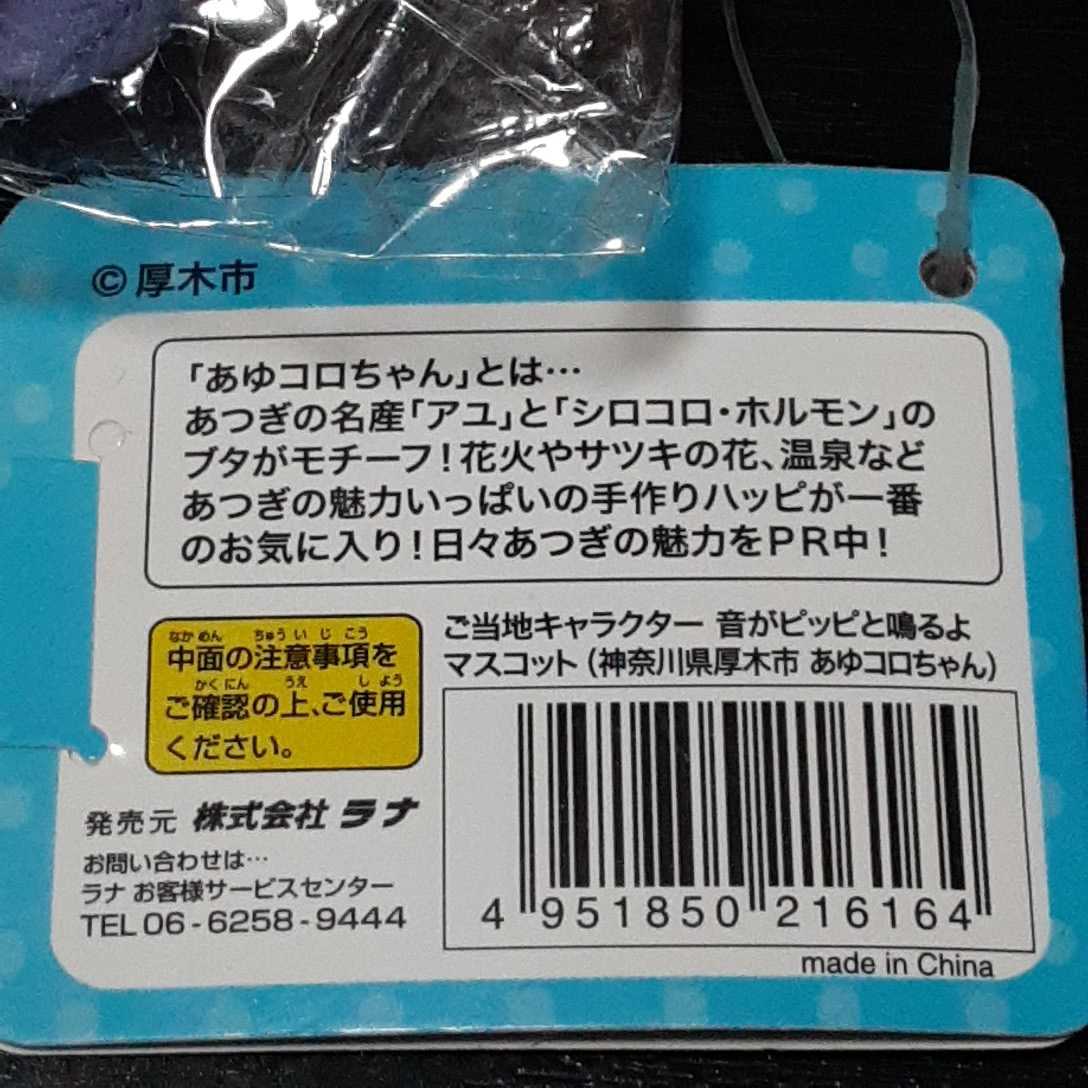 © 厚木市
「あゆコロちゃん」とは…
あつぎの名産「アユ」と「シロコロ・ホルモン」の
ブタがモチーフ！花火やサツキの花、温泉など
あつぎの魅力いっぱいの手作りハッピが一番
のお気に入り！日々あつぎの魅力をPR中！
なかめん ちゅういじこう
中面の注意事項を
かくにん うえ しよう
ご確認の上、ご使用
ください。
ご当地キャラクター 音がピッピと鳴るよ
マスコット（神奈川県厚木市 あゆコロちゃん）
発売元 株式会社 ラナ
お問い合わせは…
ラナ お客様サービスセンター
TEL 06-6258-9444
4 951850 216164
made in China